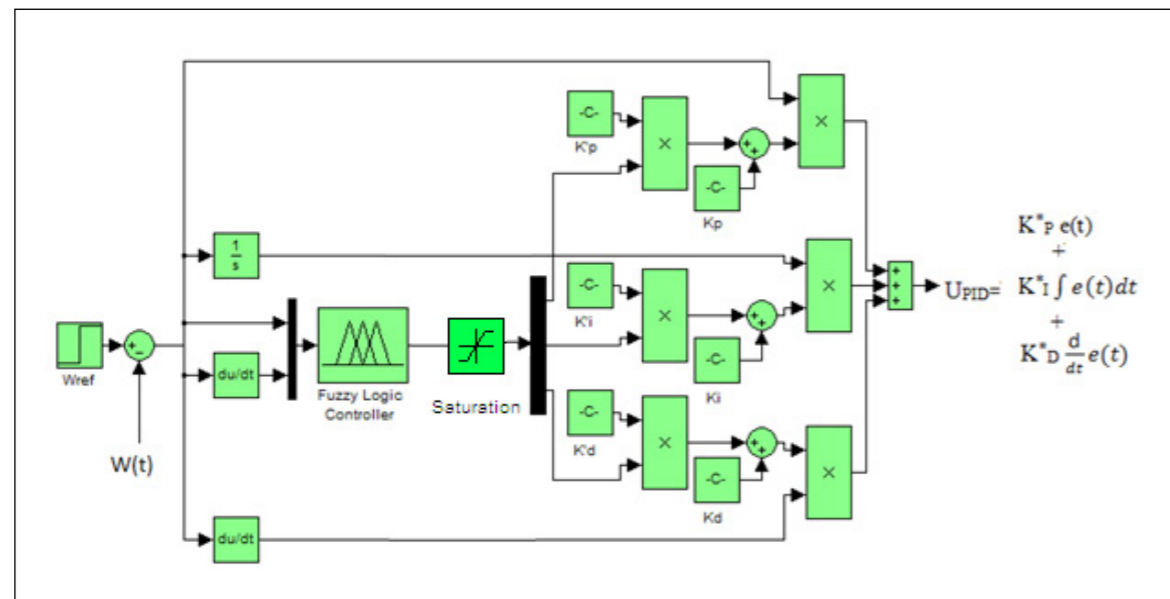 -C-
K'p
×
+
+
-C-
Kp
×
1
s
-C-
K'i
×
+
+
-C-
Ki
×
+
+
+
Wref
+
−
W(t)
du/dt
Fuzzy Logic
Controller
Saturation
-C-
K'd
×
+
+
-C-
Kd
×
du/dt
UPID=
K*P e(t)
+
K*I ∫ e(t)dt
+
K*D d/dt e(t)